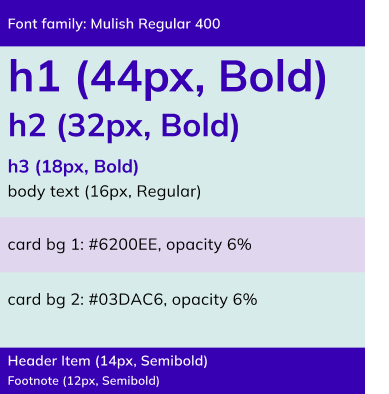 Font family: Mulish Regular 400
h1 (44px, Bold)
h2 (32px, Bold)
h3 (18px, Bold)
body text (16px, Regular)
card bg 1: #6200EE, opacity 6%
card bg 2: #03DAC6, opacity 6%
Header Item (14px, Semibold)
Footnote (12px, Semibold)